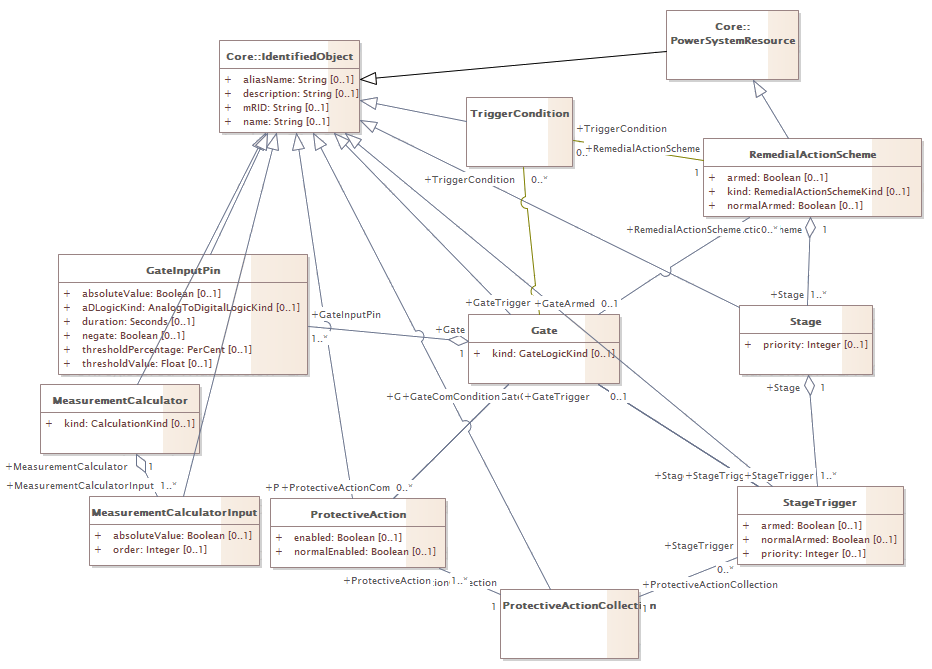 Core::
PowerSystemResource
Core::IdentifiedObject
+ aliasName: String [0..1]
+ description: String [0..1]
+ mRID: String [0..1]
+ name: String [0..1]
TriggerCondition
+TriggerCondition
0..
+RemedialActionScheme
1
RemedialActionScheme
+ armed: Boolean [0..1]
+ kind: RemedialActionSchemeKind [0..1]
+ normalArmed: Boolean [0..1]
+TriggerCondition 0..*
+RemedialActionScheme 0..* 1
GateInputPin
+ absoluteValue: Boolean [0..1]
+ aDLogicKind: AnalogToDigitalLogicKind [0..1]
+ duration: Seconds [0..1]
+ negate: Boolean [0..1]
+ thresholdPercentage: PerCent [0..1]
+ thresholdValue: Float [0..1]
+Stage 1..*
+GateTrigger +GateArmed 0..1
+GateInputPin
1..*
+Gate
1
Gate
+ kind: GateLogicKind [0..1]
Stage
+ priority: Integer [0..1]
+Stage 1
MeasurementCalculator
+ kind: CalculationKind [0..1]
+GateComCondition +GateTrigger 0..1
+MeasurementCalculator 1
+MeasurementCalculatorInput 1..*
+StageTrigger 1..*
+ProtectiveActionCom 0..*
MeasurementCalculatorInput
+ absoluteValue: Boolean [0..1]
+ order: Integer [0..1]
ProtectiveAction
+ enabled: Boolean [0..1]
+ normalEnabled: Boolean [0..1]
StageTrigger
+ armed: Boolean [0..1]
+ normalArmed: Boolean [0..1]
+ priority: Integer [0..1]
+StageTrigger
0..*
+ProtectiveAction 1..*
+ProtectiveActionCollection
1
1
ProtectiveActionCollection